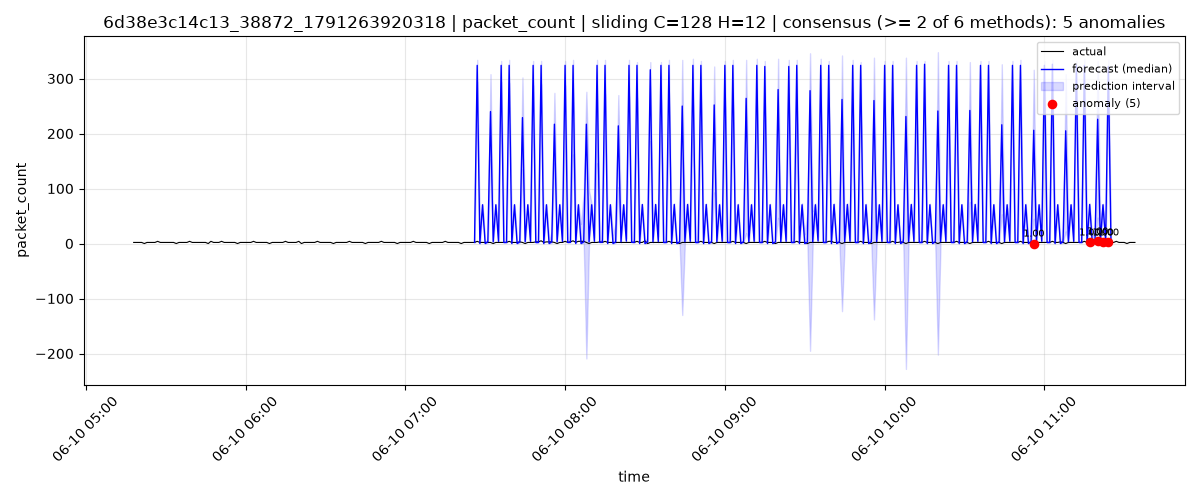 6d38e3c14c13_38872_1791263920318 | packet_count | sliding C=128 H=12 | consensus (>= 2 of 6 methods): 5 anomalies
actual
forecast (median)
prediction interval
anomaly (5)
packet_count
300
200
100
0
−100
−200
1.00
06-10 05:00
06-10 06:00
06-10 07:00
06-10 08:00
06-10 09:00
06-10 10:00
06-10 11:00
time